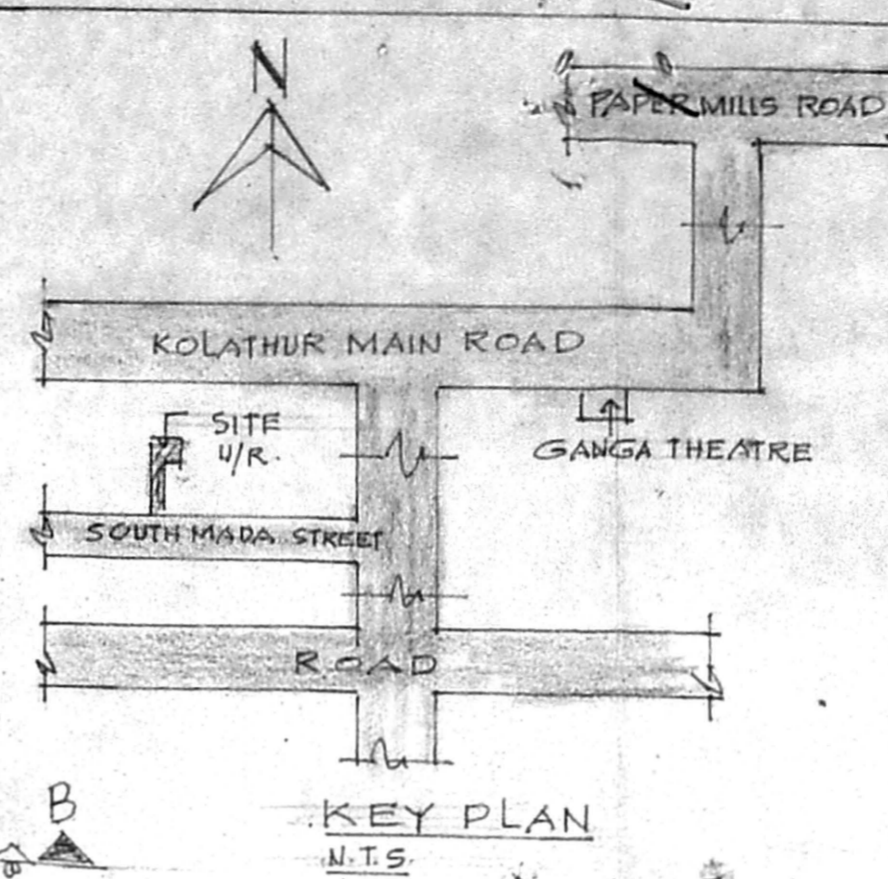 N
PAPER MILLS ROAD
KOLATHUR MAIN ROAD
SITE
U/R.
GANGA THEATRE
SOUTH MADA STREET
ROAD
B
KEY PLAN
N.T.S.